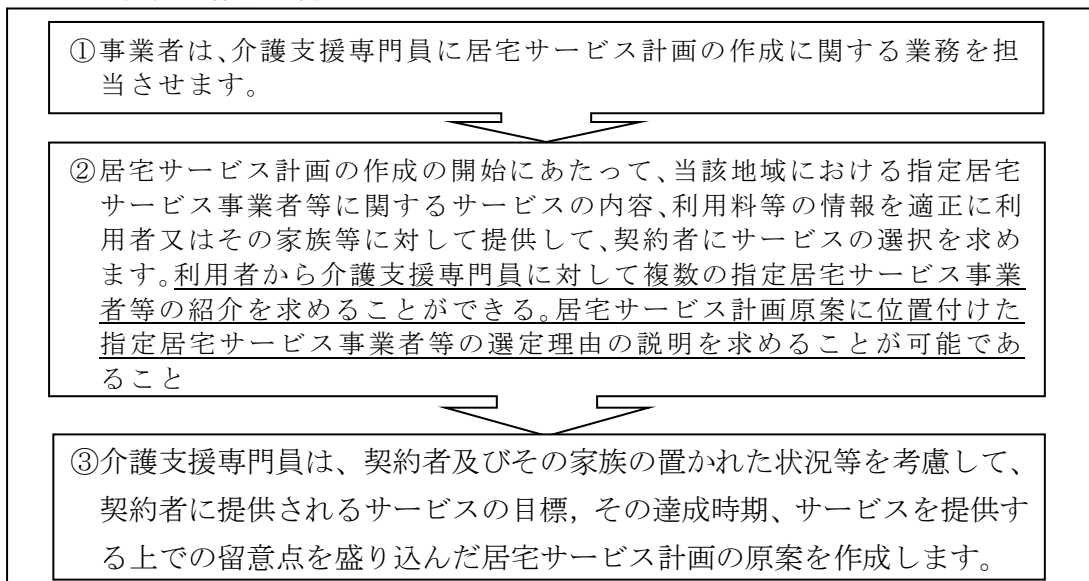 ①事業者は、介護支援専門員に居宅サービス計画の作成に関する業務を担
当させます。
②居宅サービス計画の作成の開始にあたって、当該地域における指定居宅
サービス事業者等に関するサービスの内容、利用料等の情報を適正に利
用者又はその家族等に対して提供して、契約者にサービスの選択を求め
ます。利用者から介護支援専門員に対して複数の指定居宅サービス事業
者等の紹介を求めることができる。居宅サービス計画原案に位置付けた
指定居宅サービス事業者等の選定理由の説明を求めることが可能であ
ること
③介護支援専門員は、契約者及びその家族の置かれた状況等を考慮して、
契約者に提供されるサービスの目標，その達成時期、サービスを提供す
る上での留意点を盛り込んだ居宅サービス計画の原案を作成します。